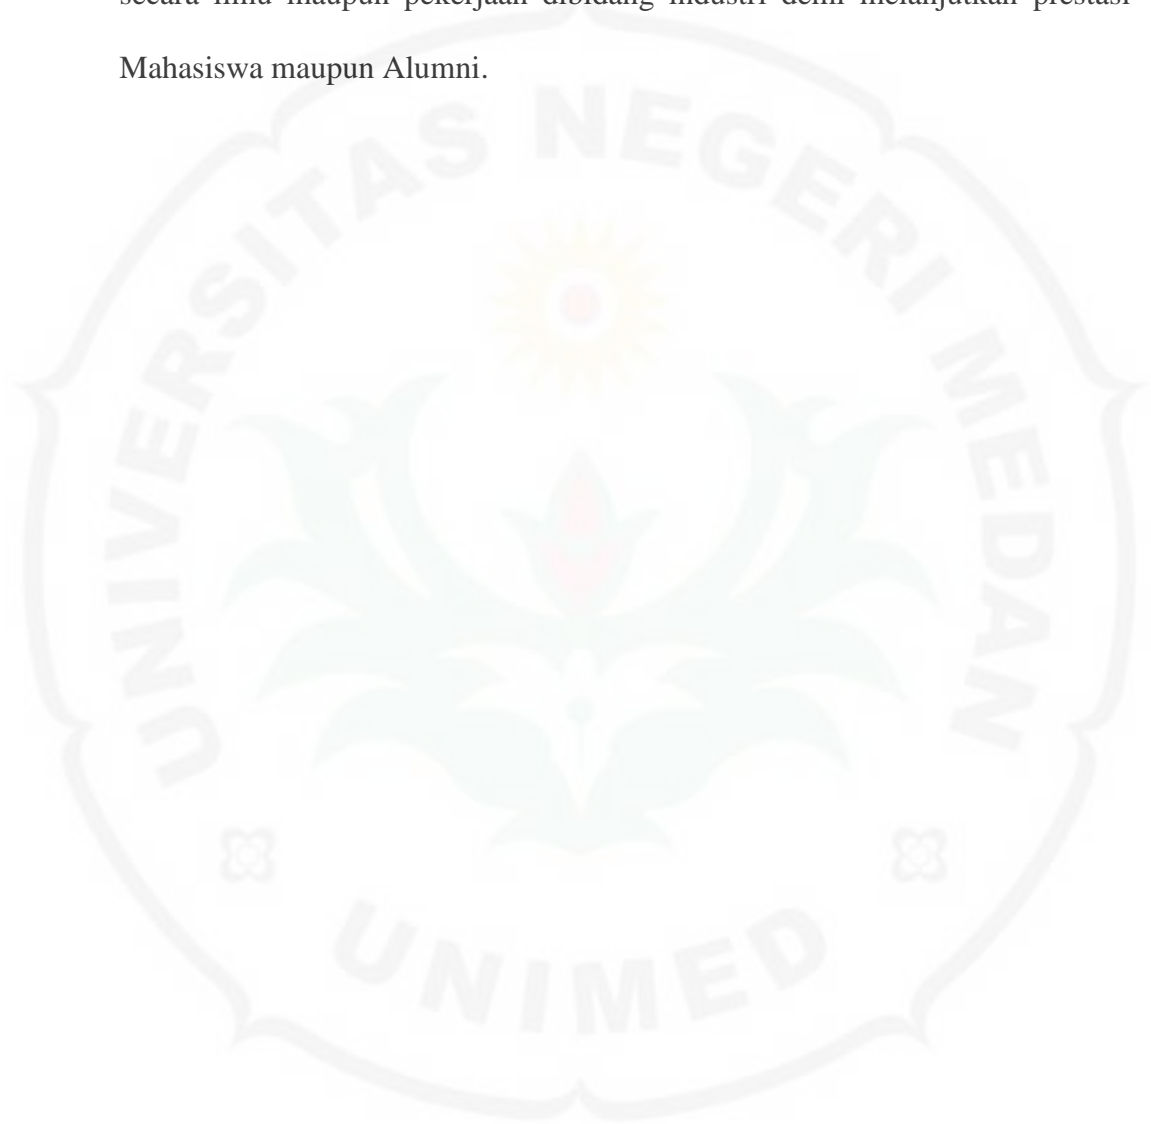 secara ilmu maupun pekerjaan dibidang industri demi melanjutkan prestasi
Mahasiswa maupun Alumni.
UNIVERSITAS NEGERI MEDAN
UNIMED